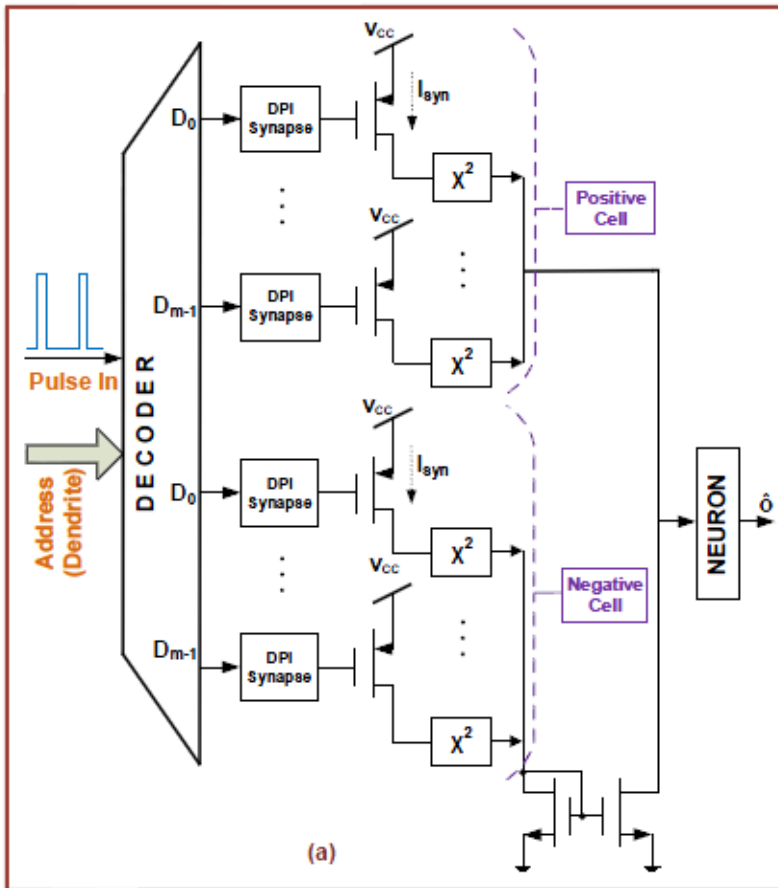 Vcc
D0
DPI
Synapse
Isyn
X²
Positive
Cell
Vcc
Dm-1
DPI
Synapse
X²
Pulse In
DECODER
Address
(Dendrite)
Vcc
D0
DPI
Synapse
Isyn
X²
NEURON
ô
Vcc
Negative
Cell
Dm-1
DPI
Synapse
X²
(a)